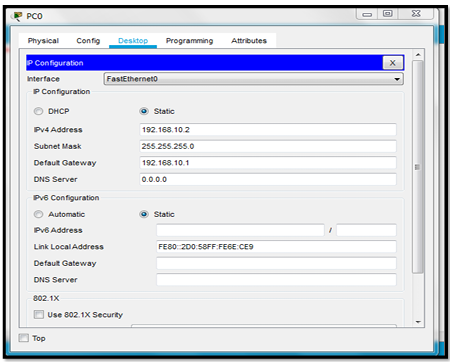 PC0
Physical Config Desktop Programming Attributes
IP Configuration X
Interface FastEthernet0
IP Configuration
DHCP Static
IPv4 Address 192.168.10.2
Subnet Mask 255.255.255.0
Default Gateway 192.168.10.1
DNS Server 0.0.0.0
IPv6 Configuration
Automatic Static
IPv6 Address /
Link Local Address FE80::2D0:58FF:FE6E:CE9
Default Gateway
DNS Server
802.1X
Use 802.1X Security
Top